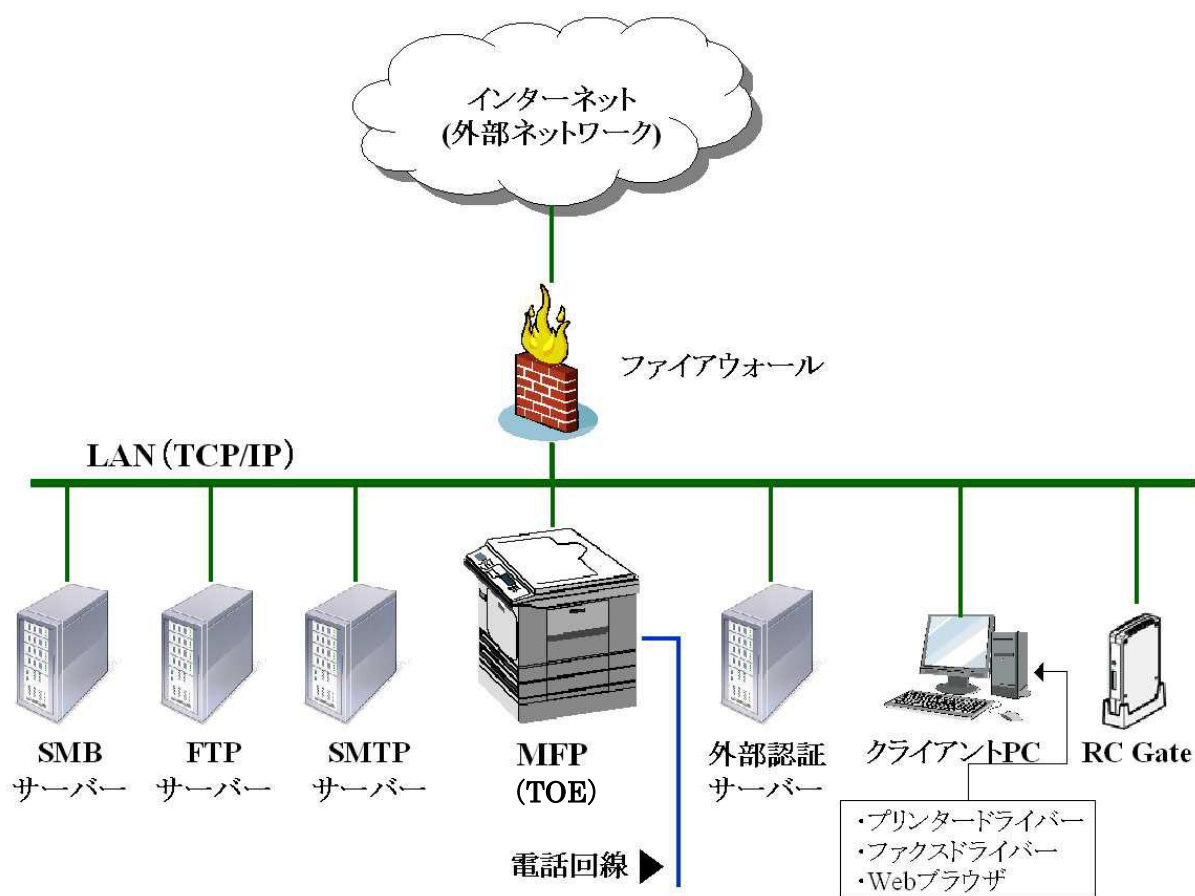 インターネット
(外部ネットワーク)
ファイアウォール
LAN(TCP/IP)
SMB
サーバー
FTP
サーバー
SMTP
サーバー
MFP
(TOE)
外部認証
サーバー
クライアントPC
RC Gate
・プリンタードライバー
・ファクスドライバー
・Webブラウザ
電話回線